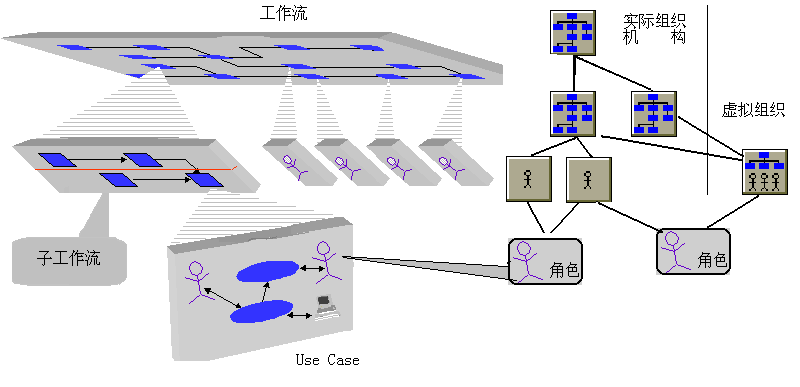 工作流
实际组织
机 构
虚拟组织
子工作流
角色
角色
Use Case